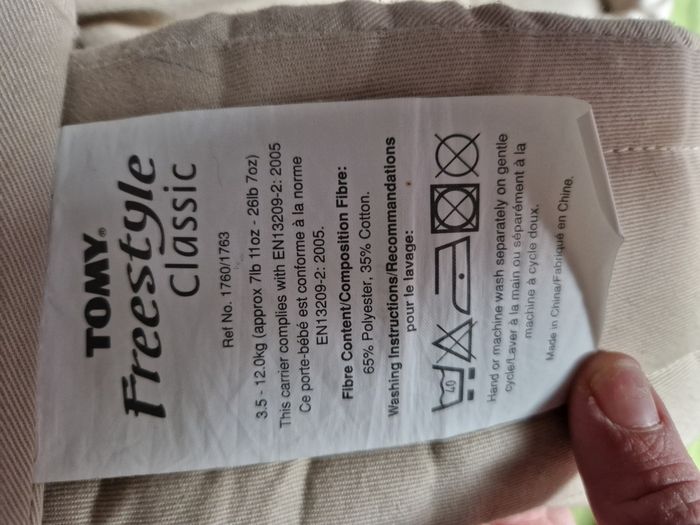 TOMY®
Freestyle
Classic
Ref No. 1760/1763
3.5 - 12.0kg (approx 7lb 11oz - 26lb 7oz)
This carrier complies with EN13209-2: 2005
Ce porte-bébé est conforme à la norme
EN13209-2: 2005.
Fibre Content/Composition Fibre:
65% Polyester, 35% Cotton.
Washing Instructions/Recommandations
pour le lavage:
40
Hand or machine wash separately on gentle
cycle/Laver à la main ou séparément à la
machine à cycle doux.
Made in China/Fabriqué en Chine.